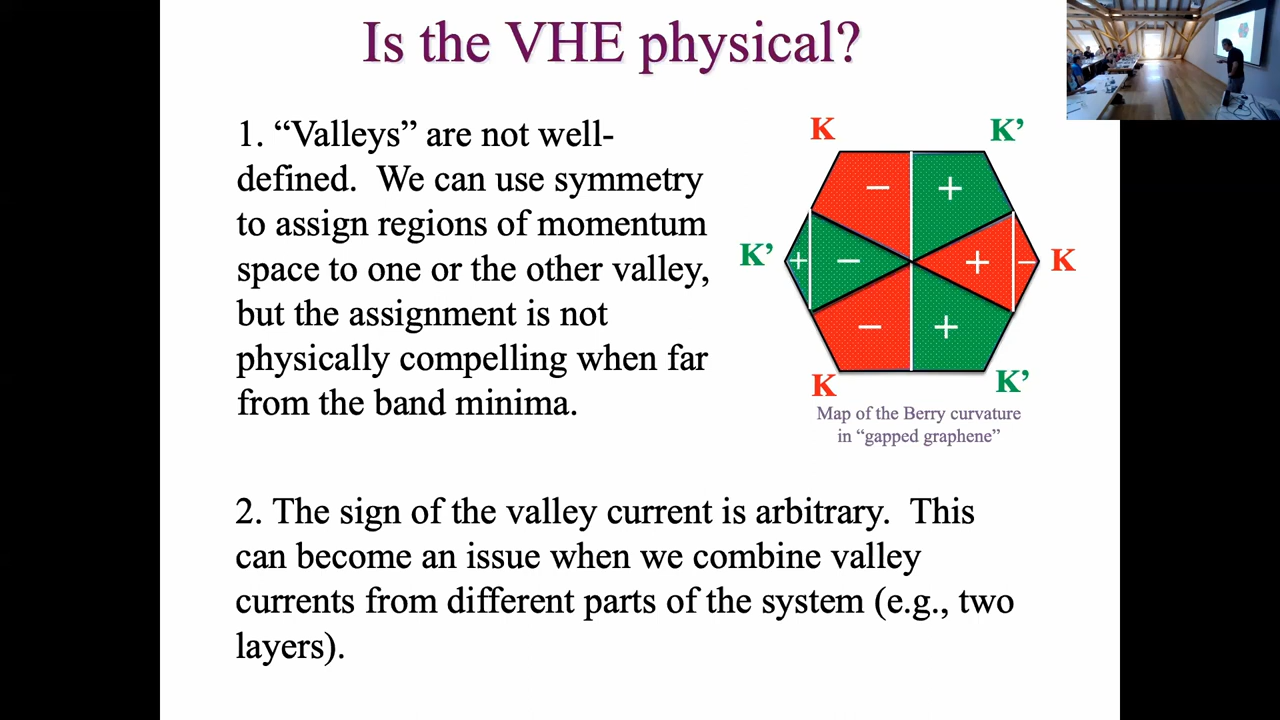 Is the VHE physical?
1. “Valleys” are not well-
defined.  We can use symmetry
to assign regions of momentum
space to one or the other valley,
but the assignment is not
physically compelling when far
from the band minima.
K K’
− +
K’ + − + − K
− +
K K’
Map of the Berry curvature
in “gapped graphene”
2. The sign of the valley current is arbitrary.  This
can become an issue when we combine valley
currents from different parts of the system (e.g., two
layers).